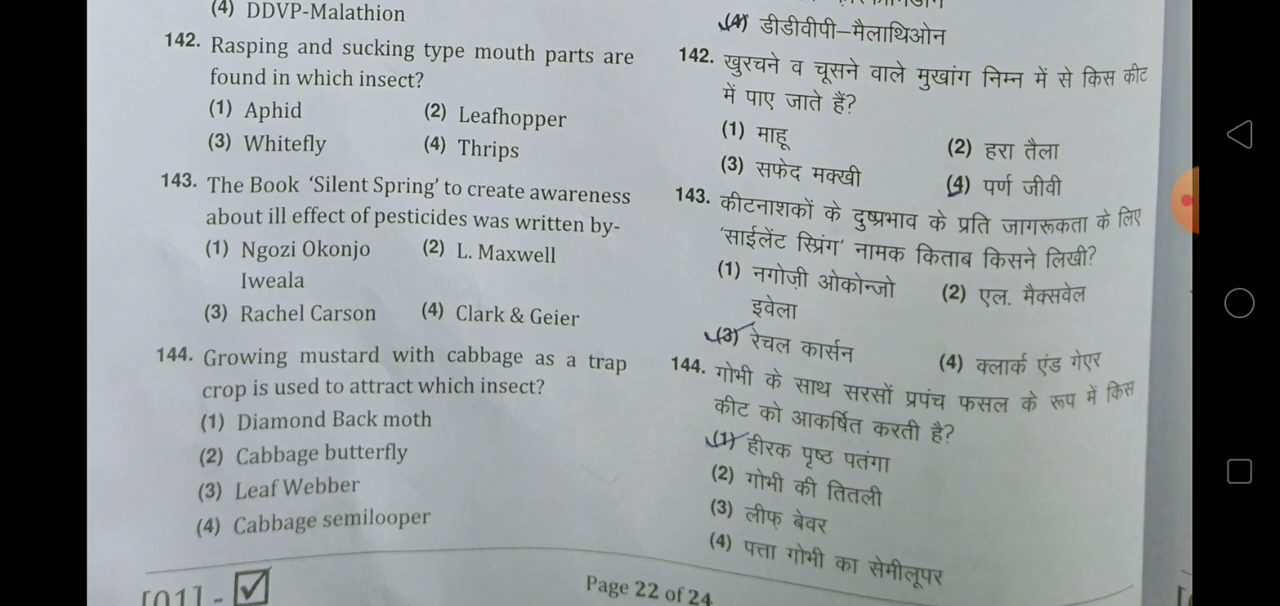 (4) DDVP-Malathion
142. Rasping and sucking type mouth parts are
found in which insect?
(1) Aphid (2) Leafhopper
(3) Whitefly (4) Thrips
143. The Book ‘Silent Spring’ to create awareness
about ill effect of pesticides was written by-
(1) Ngozi Okonjo (2) L. Maxwell
Iweala
(3) Rachel Carson (4) Clark & Geier
144. Growing mustard with cabbage as a trap
crop is used to attract which insect?
(1) Diamond Back moth
(2) Cabbage butterfly
(3) Leaf Webber
(4) Cabbage semilooper
(4) डीडीवीपी–मैलाथिओन
142. खुरचने व चूसने वाले मुखांग निम्न में से किस कीट
में पाए जाते हैं?
(1) माहू (2) हरा तैला
(3) सफेद मक्खी (4) पर्ण जीवी
143. कीटनाशकों के दुष्प्रभाव के प्रति जागरूकता के लिए
‘साईलेंट स्प्रिंग’ नामक किताब किसने लिखी?
(1) नगोज़ी ओकोन्जो (2) एल. मैक्सवेल
इवेला
(3) रेचल कार्सन (4) क्लार्क एंड गेएर
144. गोभी के साथ सरसों प्रपंच फसल के रूप में किस
कीट को आकर्षित करती है?
(1) हीरक पृष्ठ पतंगा
(2) गोभी की तितली
(3) लीफ़ बेवर
(4) पत्ता गोभी का सेमीलूपर
[01] -
Page 22 of 24